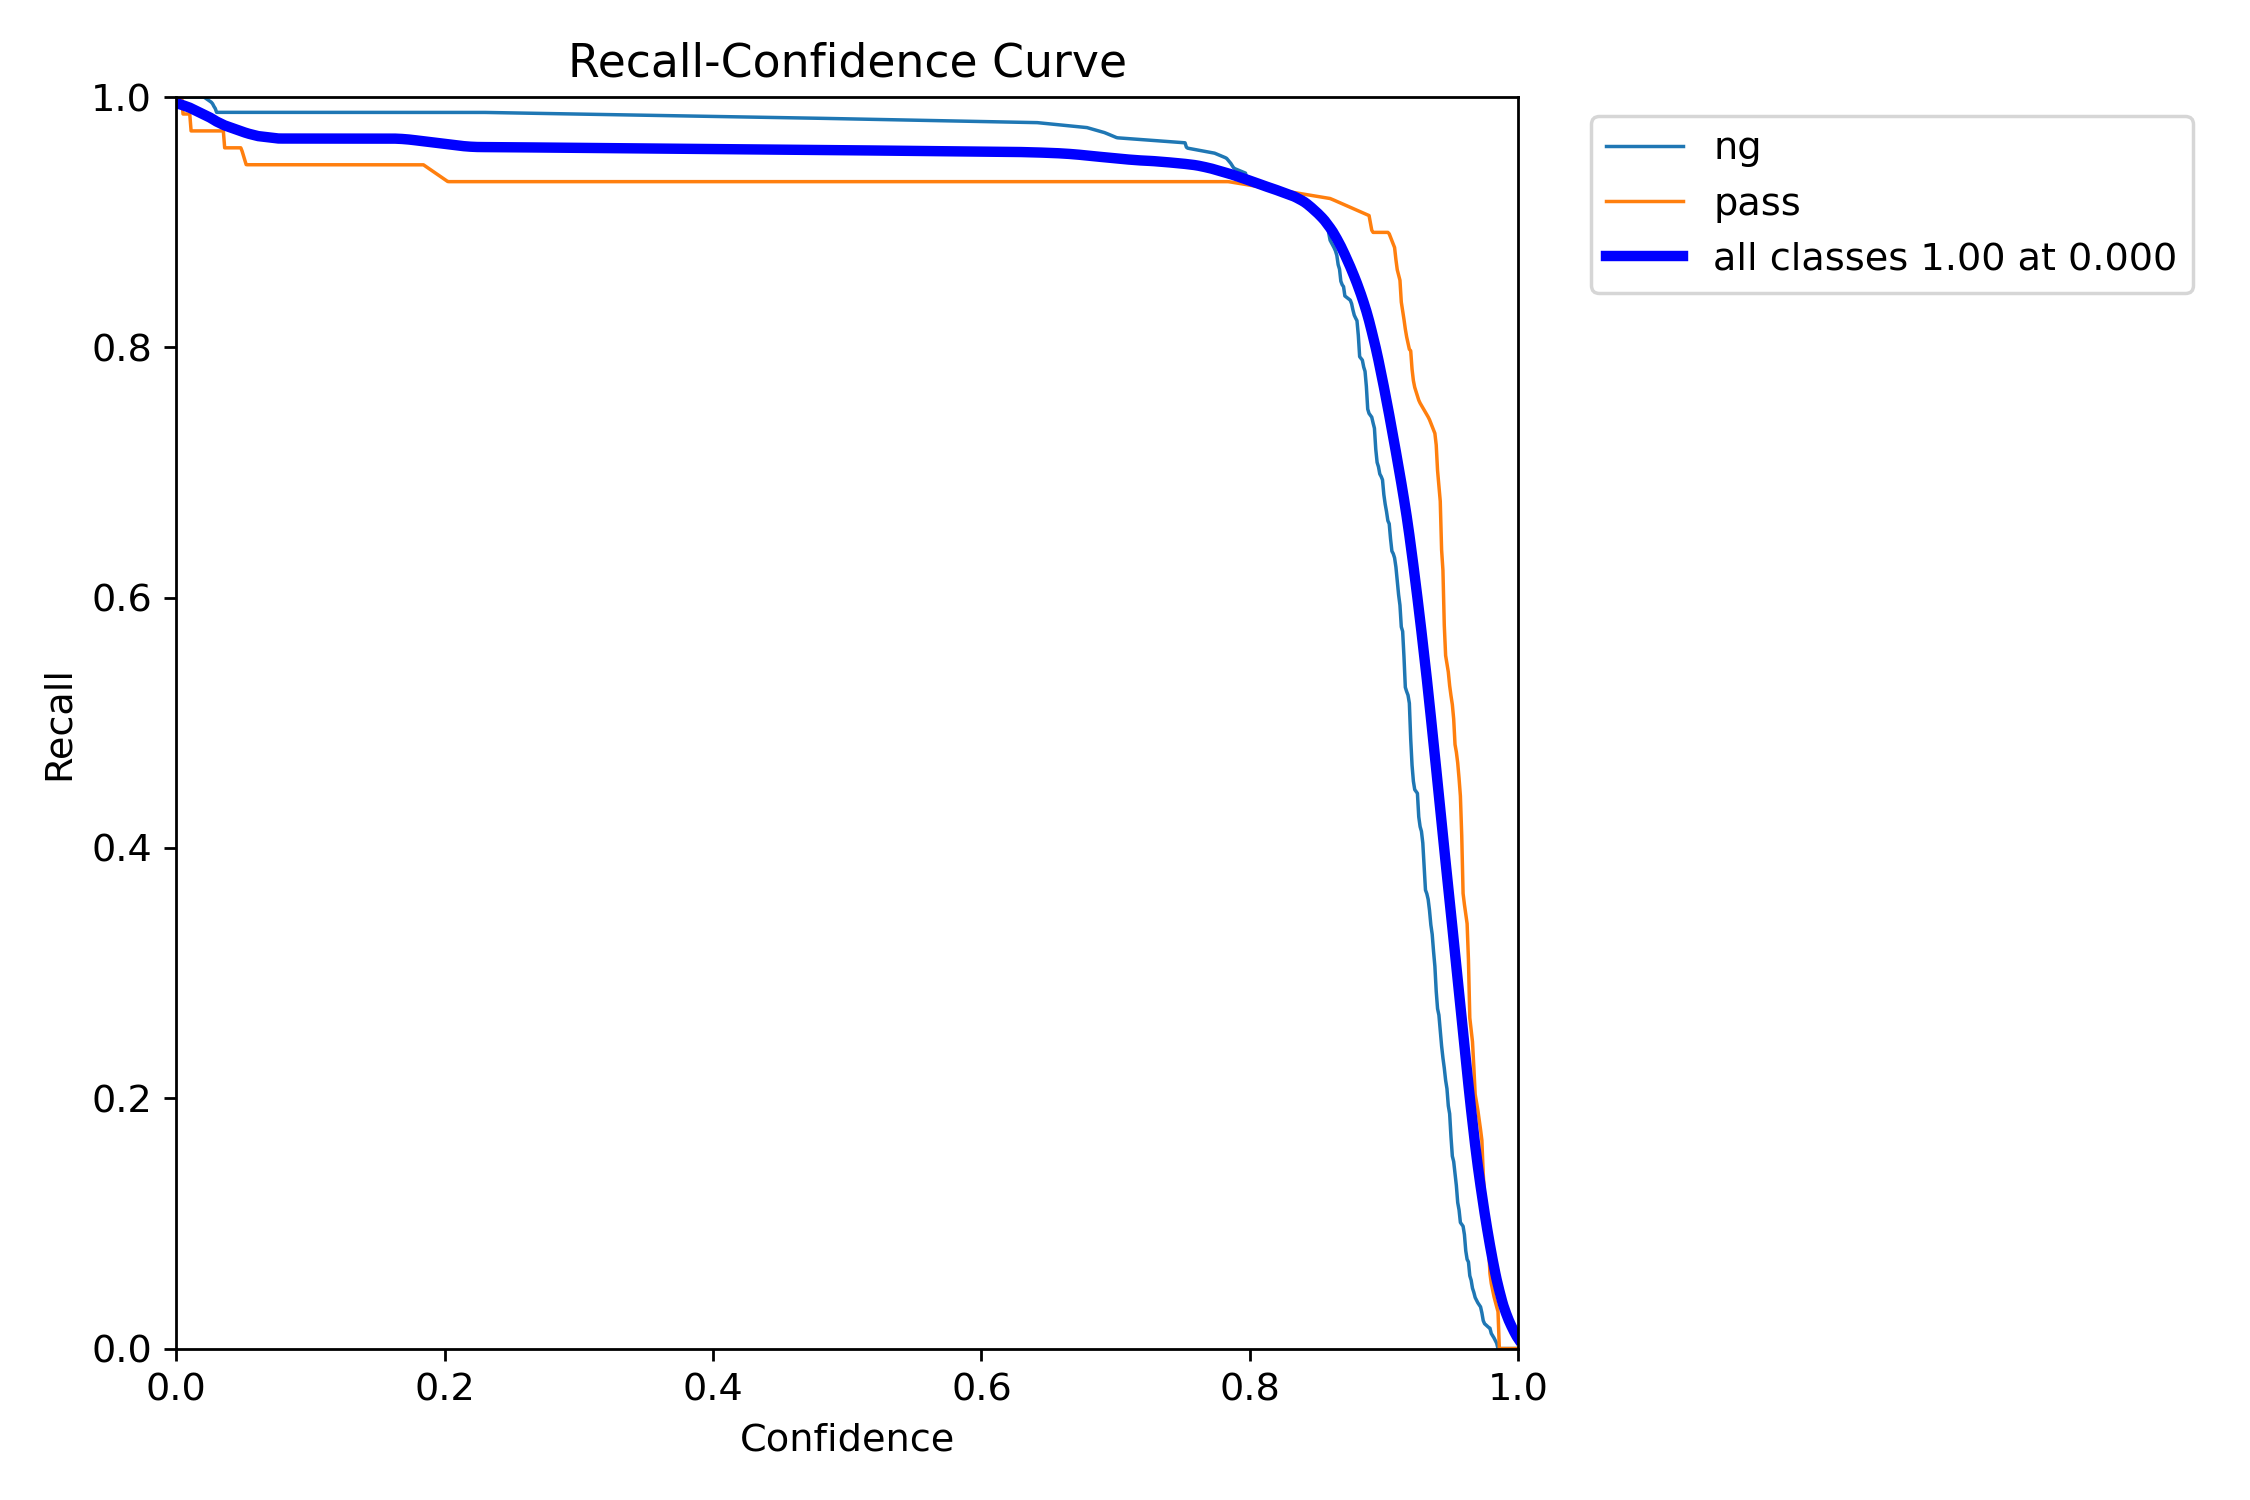 Recall-Confidence Curve
ng
pass
all classes 1.00 at 0.000
1.0
0.8
0.6
0.4
0.2
0.0
Recall
0.0 0.2 0.4 0.6 0.8 1.0
Confidence